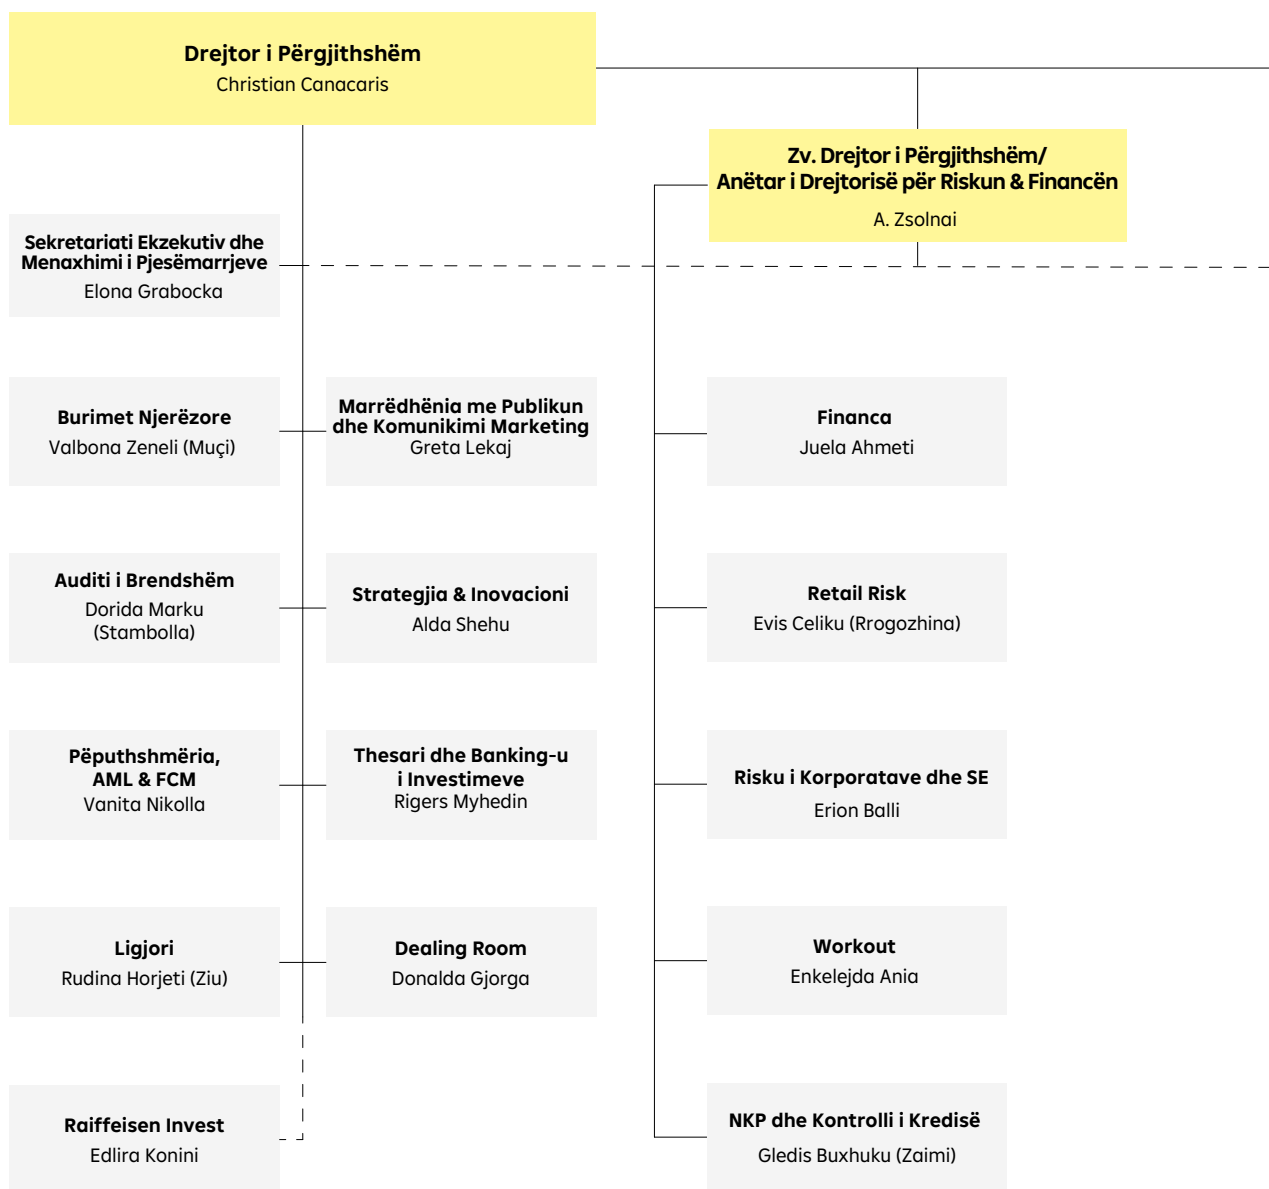 Drejtor i Përgjithshëm
Christian Canacaris
Zv. Drejtor i Përgjithshëm/
Anëtar i Drejtorisë për Riskun & Financën
A. Zsolnai
Sekretariati Ekzekutiv dhe
Menaxhimi i Pjesëmarrjeve
Elona Grabocka
Burimet Njerëzore
Valbona Zeneli (Muçi)
Marrëdhënia me Publikun
dhe Komunikimi Marketing
Greta Lekaj
Financa
Juela Ahmeti
Auditi i Brendshëm
Dorida Marku
(Stambolla)
Strategjia & Inovacioni
Alda Shehu
Retail Risk
Evis Celiku (Rrogozhina)
Pëputhshmëria,
AML & FCM
Vanita Nikolla
Thesari dhe Banking-u
i Investimeve
Rigers Myhedin
Risku i Korporatave dhe SE
Erion Balli
Ligjori
Rudina Horjeti (Ziu)
Dealing Room
Donalda Gjorga
Workout
Enkelejda Ania
Raiffeisen Invest
Edlira Konini
NKP dhe Kontrolli i Kredisë
Gledis Buxhuku (Zaimi)